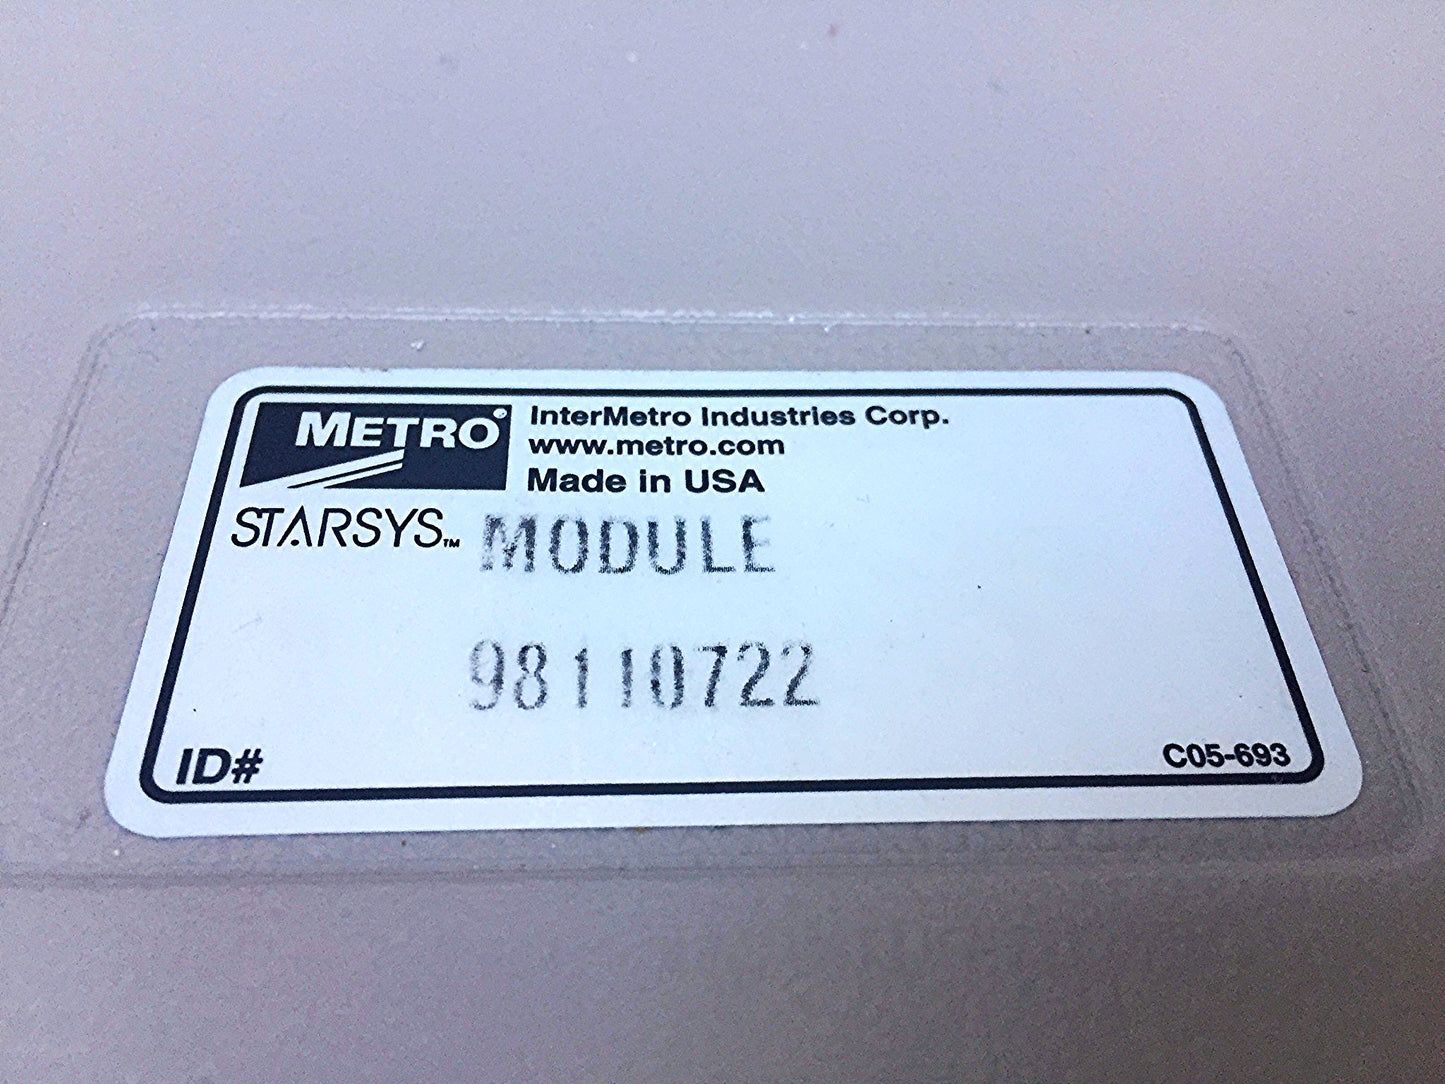 METRO®
InterMetro Industries Corp.
www.metro.com
Made in USA
STARSYS™ MODULE
98110722
ID#
C05-693